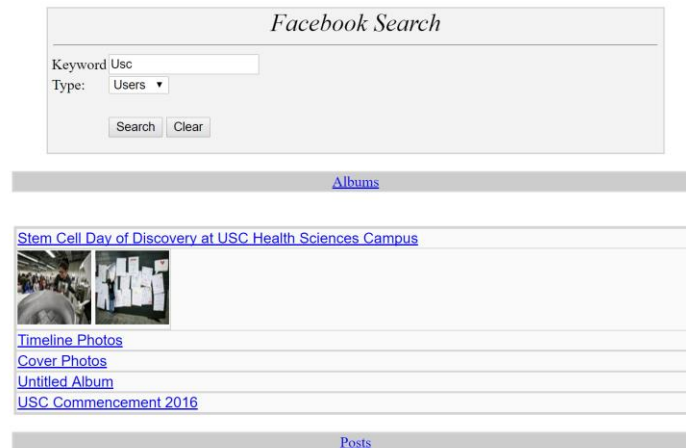 Facebook Search
Keyword Usc
Type: Users
Search Clear
Albums
Stem Cell Day of Discovery at USC Health Sciences Campus
Timeline Photos
Cover Photos
Untitled Album
USC Commencement 2016
Posts